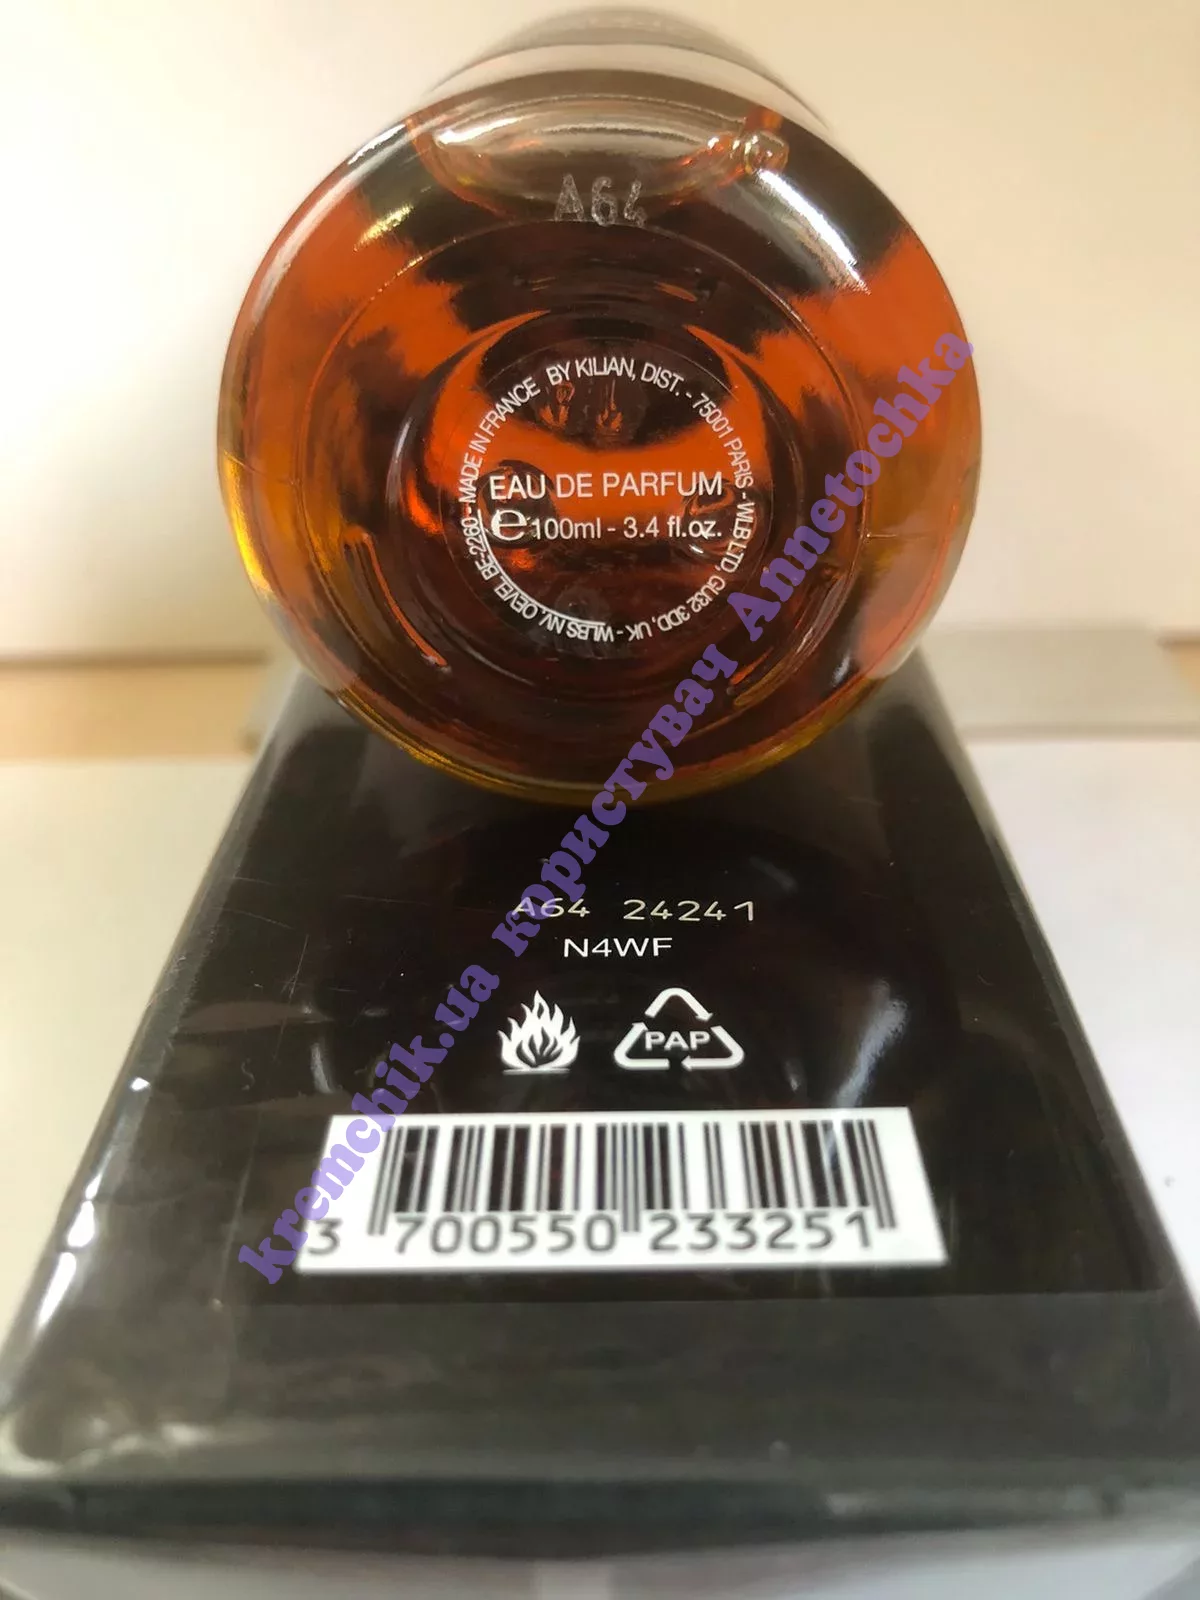 A64
BY KILIAN, DIST. - 75001 PARIS - WLB LTD, GU32 3DD, UK - WLBS NV, OEVEL BE-2260 - MADE IN FRANCE
EAU DE PARFUM
e 100ml - 3.4 fl.oz.
A64 24241
N4WF
PAP
3 700550 233251
kremchik.ua користувач Annetochka